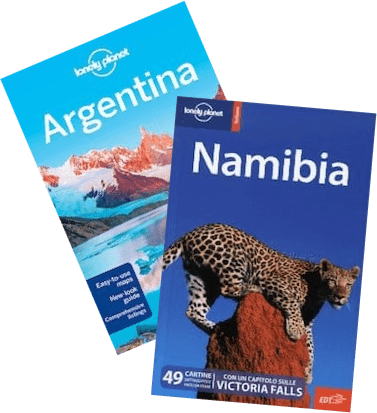 lonely planet
Argentina
Easy-to-use
maps
New-look
guide
Comprehensive
listings
lonely planet
Namibia
49 CARTINE
CON UN CAPITOLO SULLE
VICTORIA FALLS
EDT